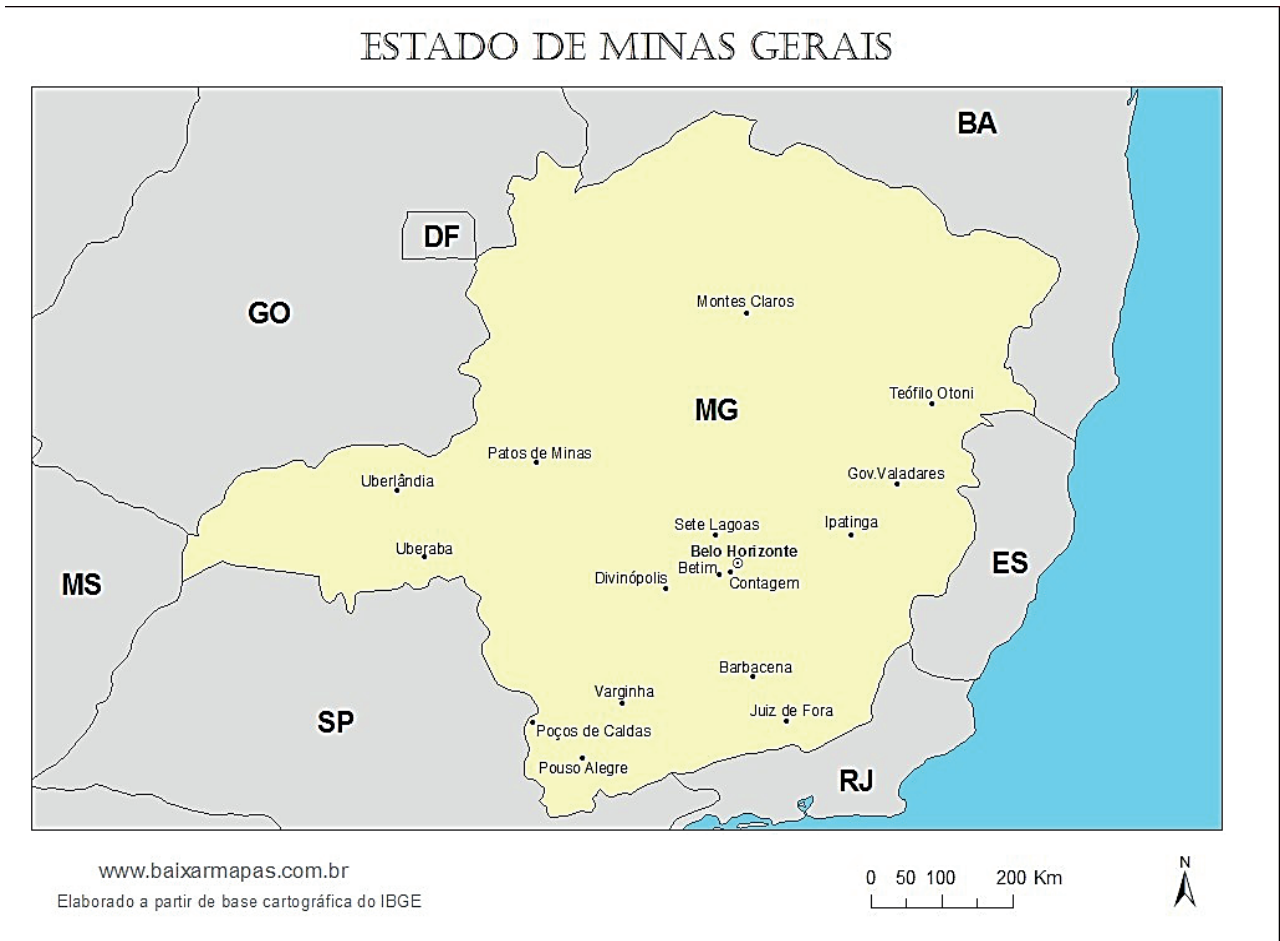 ESTADO DE MINAS GERAIS
BA
DF
GO
Montes Claros
Teófilo Otoni
MG
Patos de Minas
Uberlândia
Gov.Valadares
Sete Lagoas
Ipatinga
Uberaba
Belo Horizonte
Betim
Contagem
Divinópolis
ES
MS
Barbacena
Varginha
Juiz de Fora
SP
Poços de Caldas
Pouso Alegre
RJ
www.baixarmapas.com.br
Elaborado a partir de base cartográfica do IBGE
0 50 100 200 Km
N